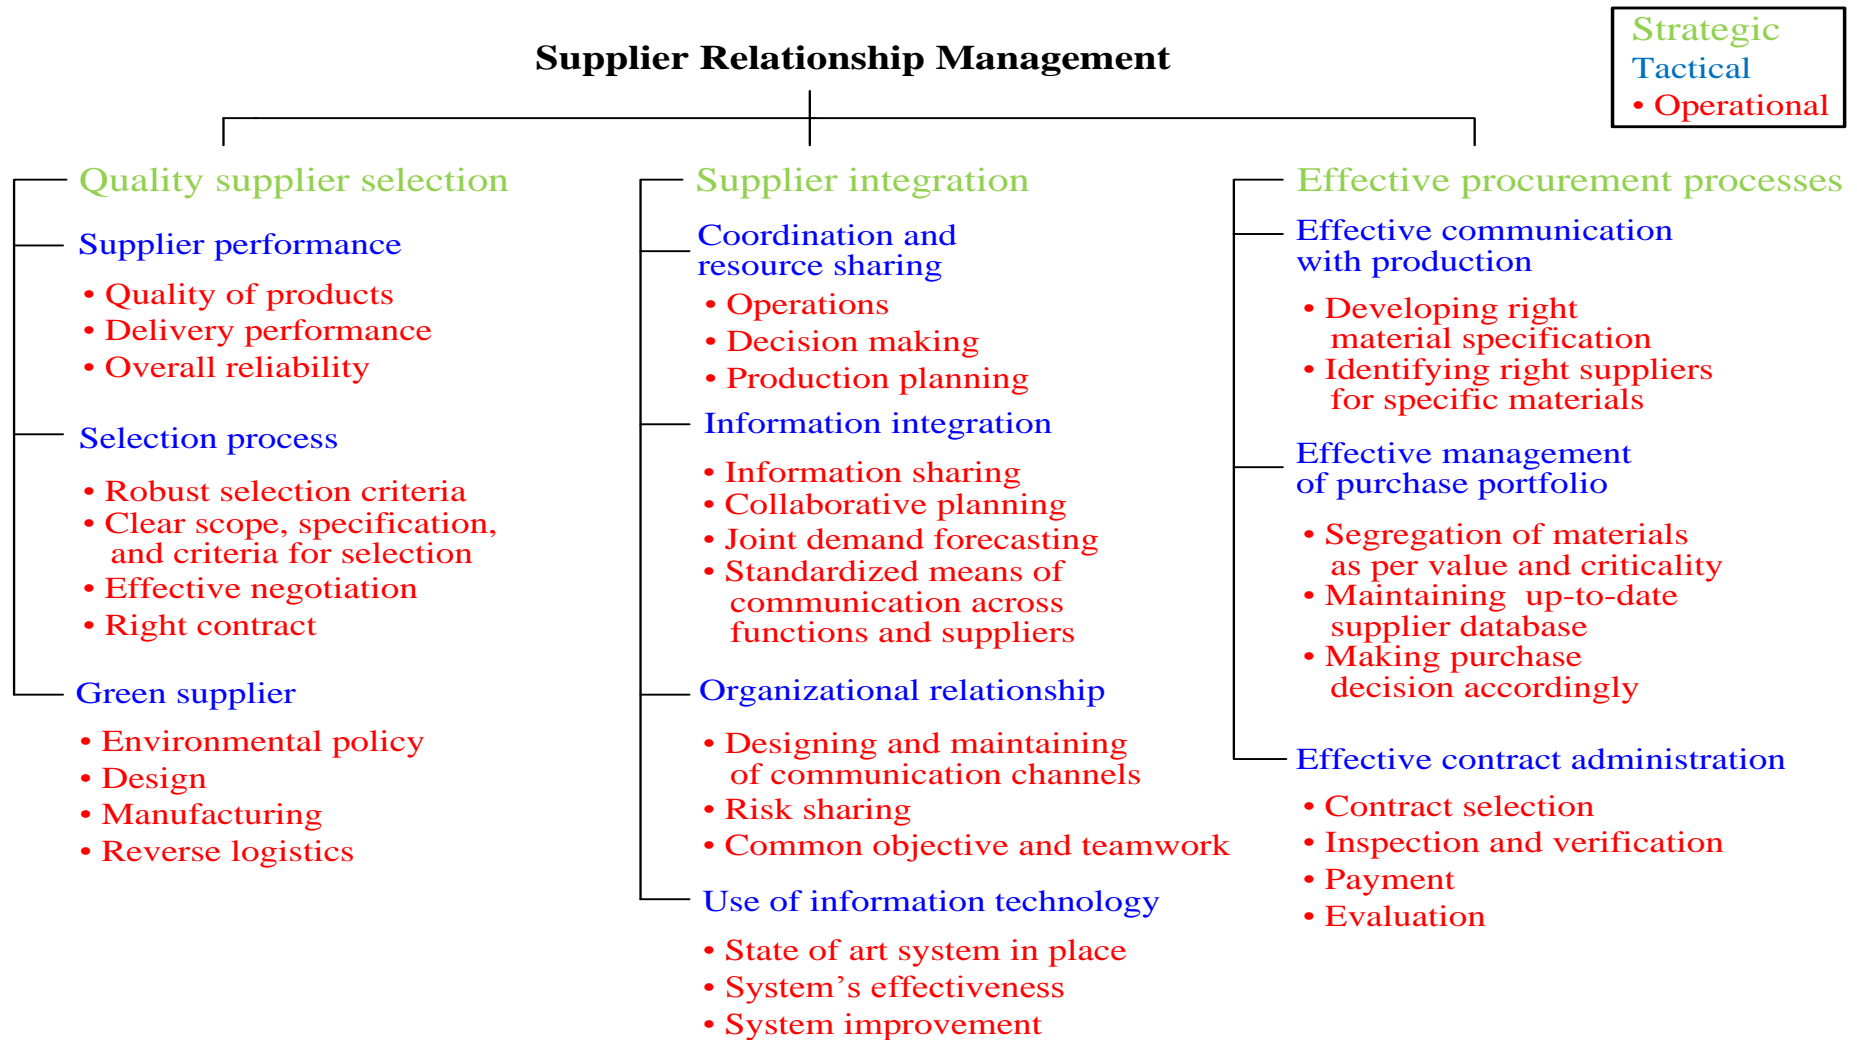 Supplier Relationship Management
Strategic
Tactical
• Operational
Quality supplier selection
Supplier performance
• Quality of products
• Delivery performance
• Overall reliability
Selection process
• Robust selection criteria
• Clear scope, specification,
and criteria for selection
• Effective negotiation
• Right contract
Green supplier
• Environmental policy
• Design
• Manufacturing
• Reverse logistics
Supplier integration
Coordination and
resource sharing
• Operations
• Decision making
• Production planning
Information integration
• Information sharing
• Collaborative planning
• Joint demand forecasting
• Standardized means of
communication across
functions and suppliers
Organizational relationship
• Designing and maintaining
of communication channels
• Risk sharing
• Common objective and teamwork
Use of information technology
• State of art system in place
• System’s effectiveness
• System improvement
Effective procurement processes
Effective communication
with production
• Developing right
material specification
• Identifying right suppliers
for specific materials
Effective management
of purchase portfolio
• Segregation of materials
as per value and criticality
• Maintaining  up-to-date
supplier database
• Making purchase
decision accordingly
Effective contract administration
• Contract selection
• Inspection and verification
• Payment
• Evaluation